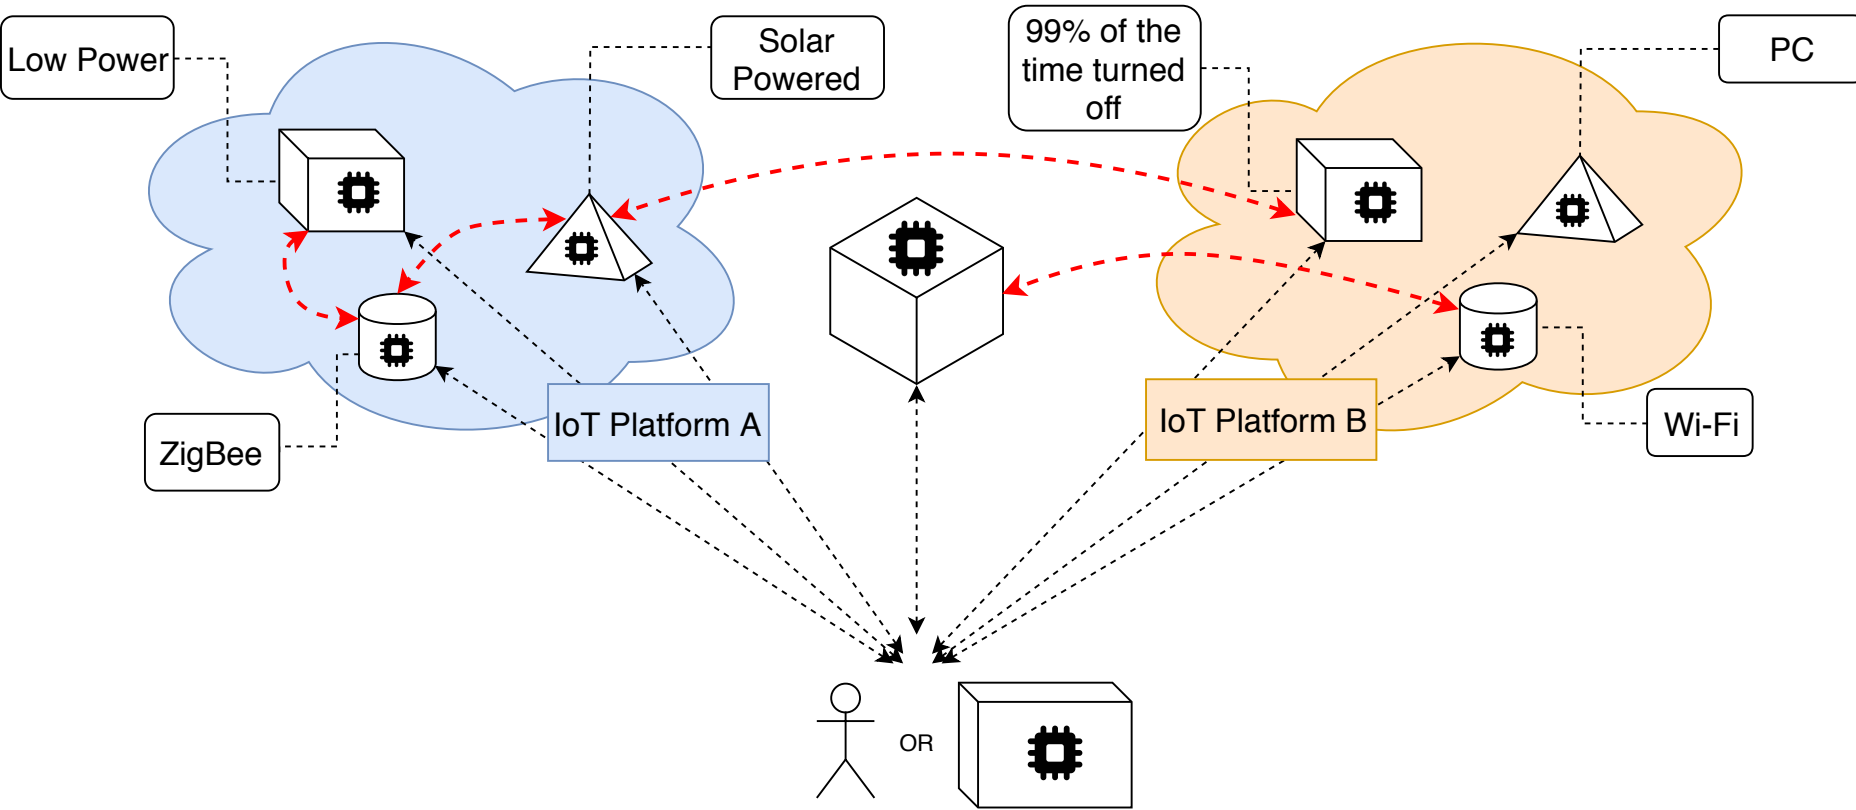 Low Power
Solar
Powered
99% of the
time turned
off
PC
ZigBee
IoT Platform A
IoT Platform B
Wi-Fi
OR